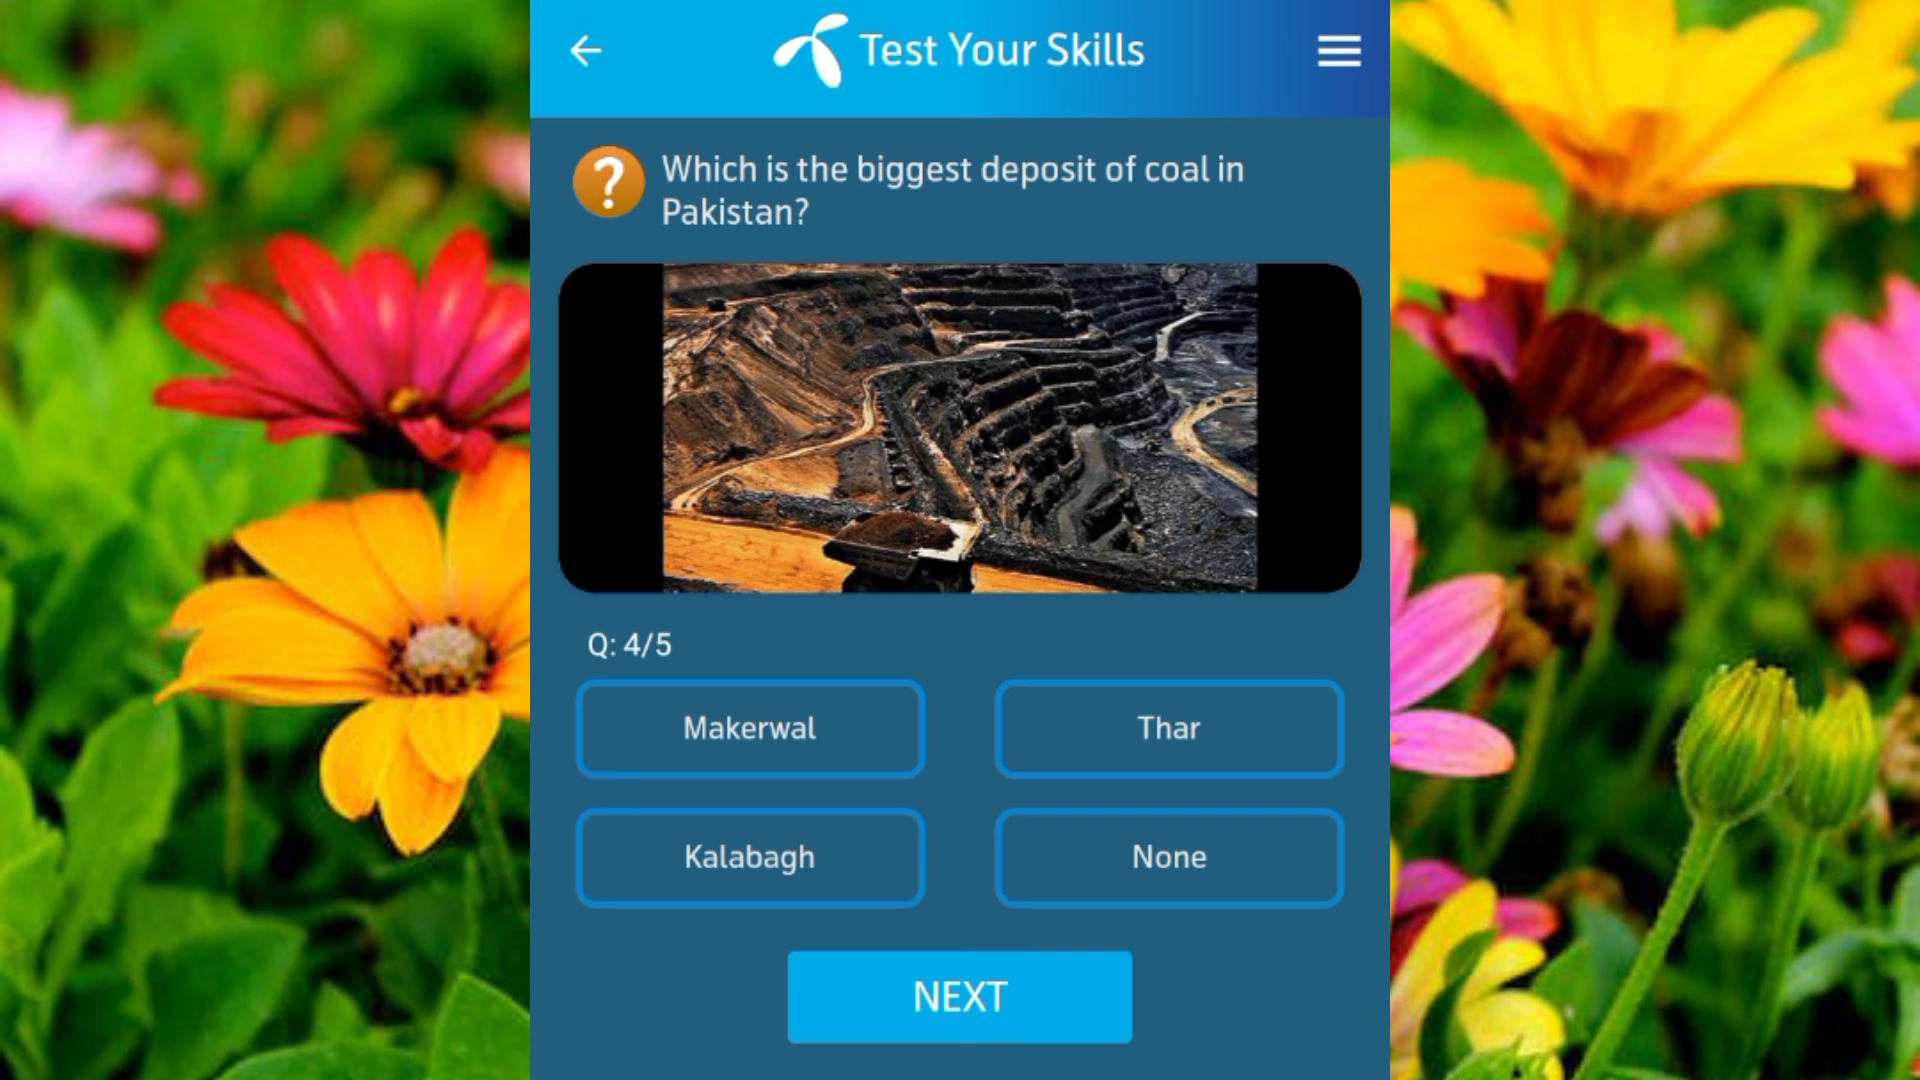 Test Your Skills
?
Which is the biggest deposit of coal in
Pakistan?
Q: 4/5
Makerwal
Thar
Kalabagh
None
NEXT